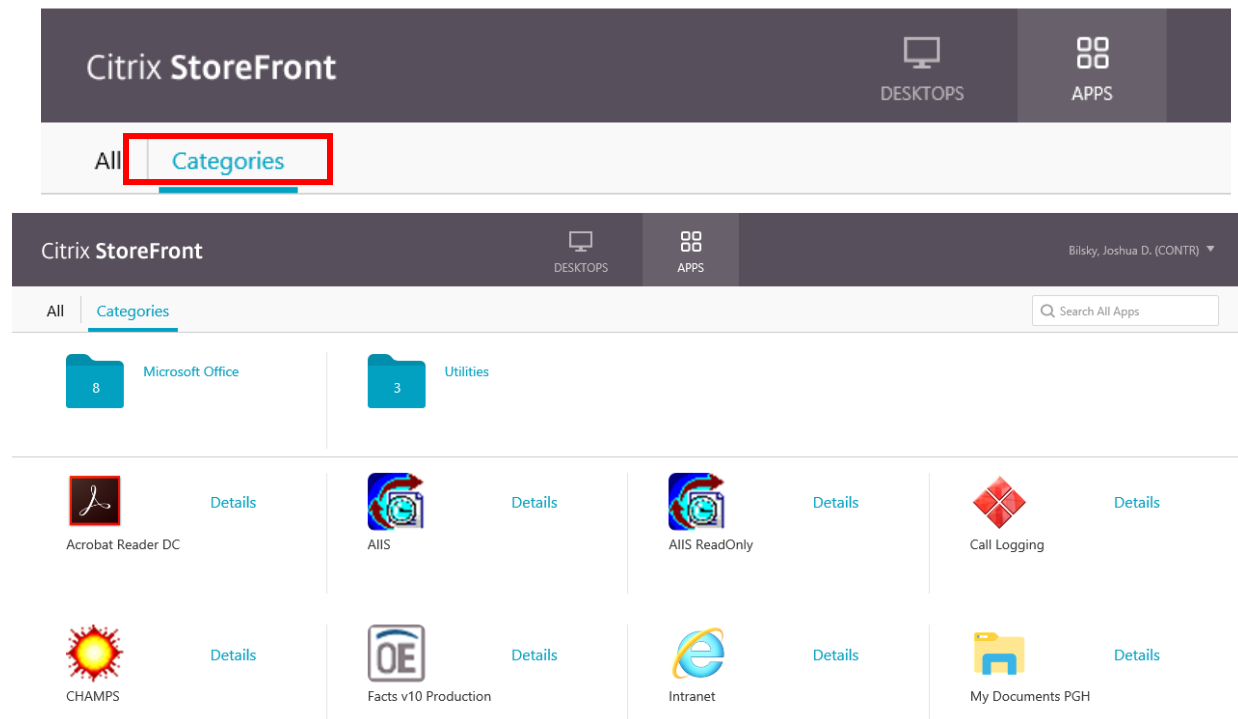 Citrix StoreFront
DESKTOPS
APPS
All
Categories
Citrix StoreFront
DESKTOPS
APPS
Bilsky, Joshua D. (CONTR)
All
Categories
Search All Apps
8
Microsoft Office
3
Utilities
Details
Details
Details
Details
Acrobat Reader DC
AIIS
AIIS ReadOnly
Call Logging
Details
OE
Details
Details
Details
CHAMPS
Facts v10 Production
Intranet
My Documents PGH